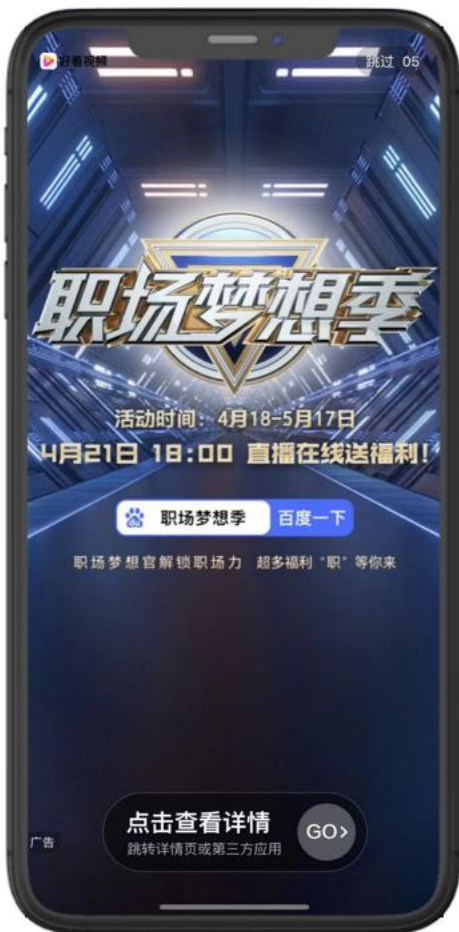 好看视频
跳过 05
职场梦想季
活动时间：4月18-5月17日
4月21日 18:00 直播在线送福利！
du 职场梦想季 百度一下
职场梦想官解锁职场力 超多福利“职”等你来
点击查看详情
跳转详情页或第三方应用
GO>
广告